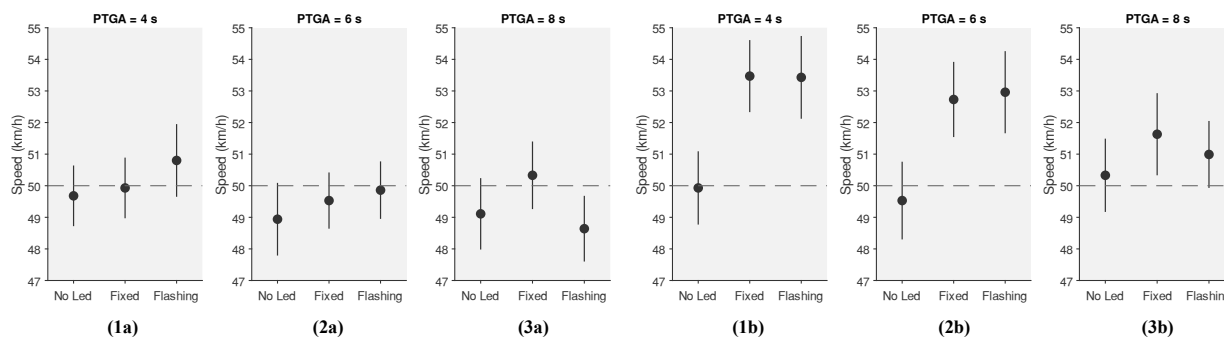 PTGA = 4 s
55
54
53
52
51
50
49
48
47
Speed (km/h)
No Led Fixed Flashing
(1a)
PTGA = 6 s
55
54
53
52
51
50
49
48
47
Speed (km/h)
No Led Fixed Flashing
(2a)
PTGA = 8 s
55
54
53
52
51
50
49
48
47
Speed (km/h)
No Led Fixed Flashing
(3a)
PTGA = 4 s
55
54
53
52
51
50
49
48
47
Speed (km/h)
No Led Fixed Flashing
(1b)
PTGA = 6 s
55
54
53
52
51
50
49
48
47
Speed (km/h)
No Led Fixed Flashing
(2b)
PTGA = 8 s
55
54
53
52
51
50
49
48
47
Speed (km/h)
No Led Fixed Flashing
(3b)